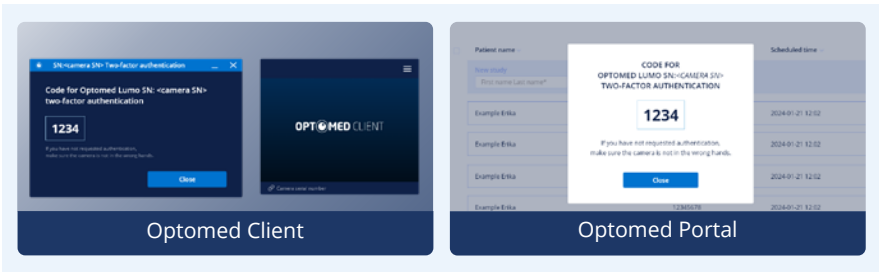 SN:<camera SN> Two-factor authentication
Code for Optomed Lumo SN: <camera SN>
two-factor authentication
1234
If you have not requested authentication,
make sure the camera is not in the wrong hands.
Close
OPTOMED CLIENT
Camera serial number
Optomed Client
Patient name
Scheduled time
New study
First name Last name*
CODE FOR
OPTOMED LUMO SN:<CAMERA SN>
TWO-FACTOR AUTHENTICATION
1234
If you have not requested authentication,
make sure the camera is not in the wrong hands.
Close
Example Erika 2024-01-21 12:02
Example Erika 2024-01-21 12:02
Example Erika 2024-01-21 12:02
Example Erika 12345678 2024-01-21 12:02
Optomed Portal